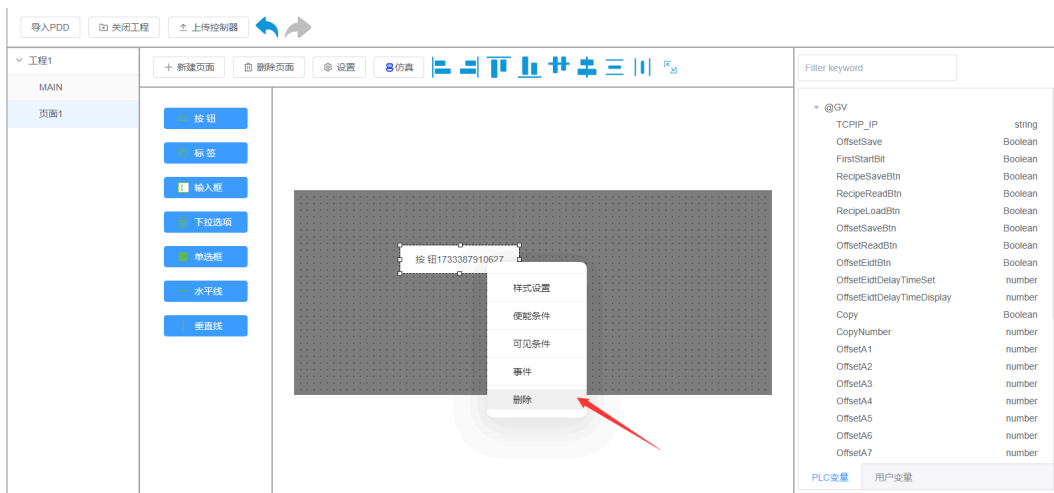 导入PDD 关闭工程 上传控制器
工程1
MAIN
页面1
新建页面 删除页面 设置 仿真
按钮
标签
输入框
下拉选项
单选框
水平线
垂直线
按钮1733387910627
样式设置
使能条件
可见条件
事件
删除
Filter keyword
@GV
TCPIP_IP string
OffsetSave Boolean
FirstStartBit Boolean
RecipeSaveBtn Boolean
RecipeReadBtn Boolean
RecipeLoadBtn Boolean
OffsetSaveBtn Boolean
OffsetReadBtn Boolean
OffsetEidtBtn Boolean
OffsetEidtDelayTimeSet number
OffsetEidtDelayTimeDisplay number
Copy Boolean
CopyNumber number
OffsetA1 number
OffsetA2 number
OffsetA3 number
OffsetA4 number
OffsetA5 number
OffsetA6 number
OffsetA7 number
PLC变量 用户变量